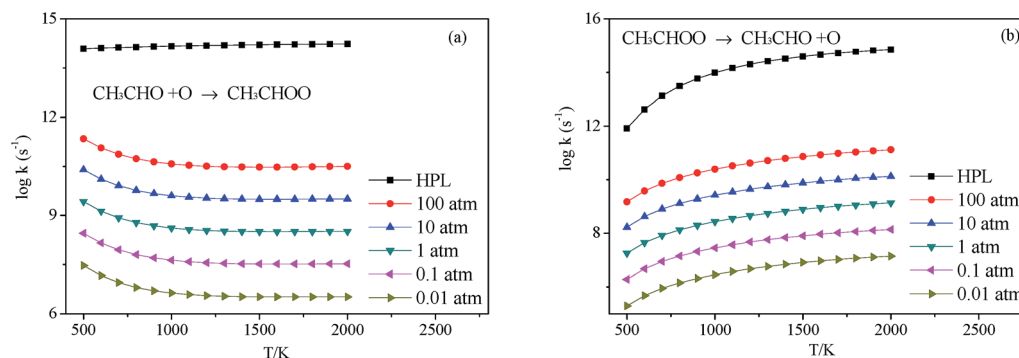 (a)
CH₃CHO +O → CH₃CHOO
log k (s⁻¹)
15
12
9
6
500
1000
1500
2000
2500
T/K
HPL
100 atm
10 atm
1 atm
0.1 atm
0.01 atm
(b)
CH₃CHOO → CH₃CHO +O
log k (s⁻¹)
16
12
8
500
1000
1500
2000
2500
T/K
HPL
100 atm
10 atm
1 atm
0.1 atm
0.01 atm